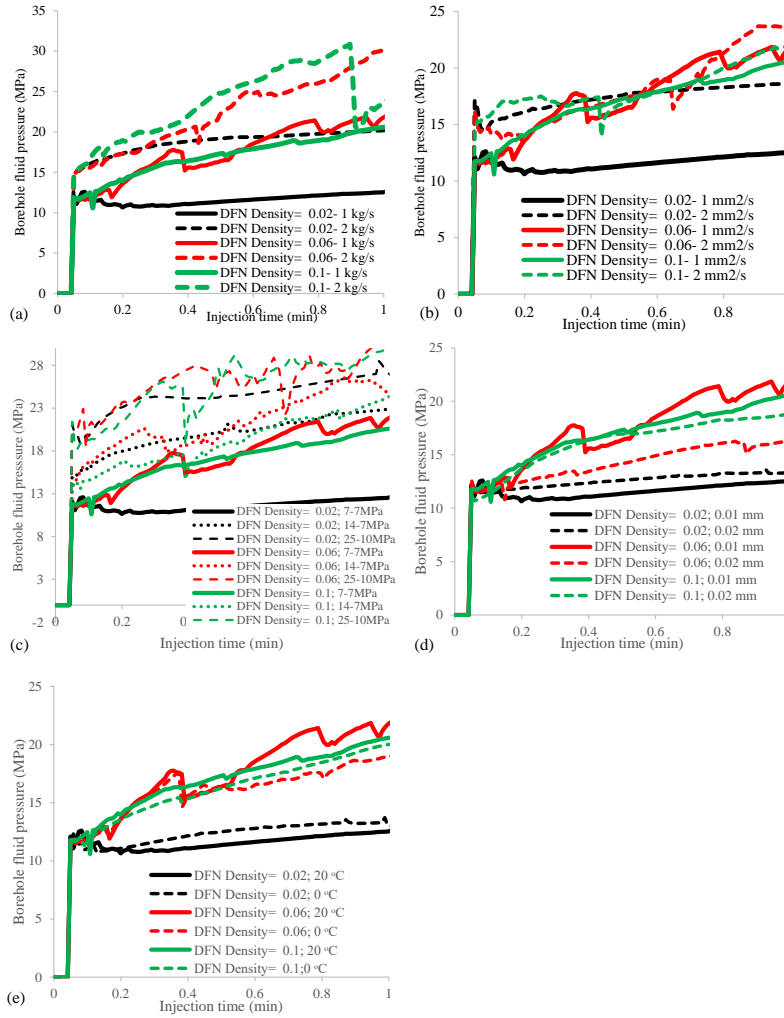 35
30
25
20
15
10
5
0
Borehole fluid pressure (MPa)
DFN Density= 0.02- 1 kg/s
DFN Density= 0.02- 2 kg/s
DFN Density= 0.06- 1 kg/s
DFN Density= 0.06- 2 kg/s
DFN Density= 0.1- 1 kg/s
DFN Density= 0.1- 2 kg/s
0 0.2 0.4 0.6 0.8 1
Injection time (min)
(a)
25
20
15
10
5
0
Borehole fluid pressure (MPa)
DFN Density= 0.02- 1 mm2/s
DFN Density= 0.02- 2 mm2/s
DFN Density= 0.06- 1 mm2/s
DFN Density= 0.06- 2 mm2/s
DFN Density= 0.1- 1 mm2/s
DFN Density= 0.1- 2 mm2/s
0 0.2 0.4 0.6 0.8
Injection time (min)
(b)
28
23
18
13
8
3
-2
Borehole fluid presssure (MPa)
DFN Density= 0.02; 7-7MPa
DFN Density= 0.02; 14-7MPa
DFN Density= 0.02; 25-10MPa
DFN Density= 0.06; 7-7MPa
DFN Density= 0.06; 14-7MPa
DFN Density= 0.06; 25-10MPa
DFN Density= 0.1; 7-7MPa
DFN Density= 0.1; 14-7MPa
DFN Density= 0.1; 25-10MPa
0 0.2 0
Injection time (min)
(c)
25
20
15
10
5
0
Borehole fluid pressure (MPa)
DFN Density= 0.02; 0.01 mm
DFN Density= 0.02; 0.02 mm
DFN Density= 0.06; 0.01 mm
DFN Density= 0.06; 0.02 mm
DFN Density= 0.1; 0.01 mm
DFN Density= 0.1; 0.02 mm
0 0.2 0.4 0.6 0.8
Injection time (min)
(d)
25
20
15
10
5
0
Borehole fluid pressure (MPa)
DFN Density= 0.02; 20 ºC
DFN Density= 0.02; 0 ºC
DFN Density= 0.06; 20 ºC
DFN Density= 0.06; 0 ºC
DFN Density= 0.1; 20 ºC
DFN Density= 0.1;0 ºC
0 0.2 0.4 0.6 0.8 1
Injection time (min)
(e)